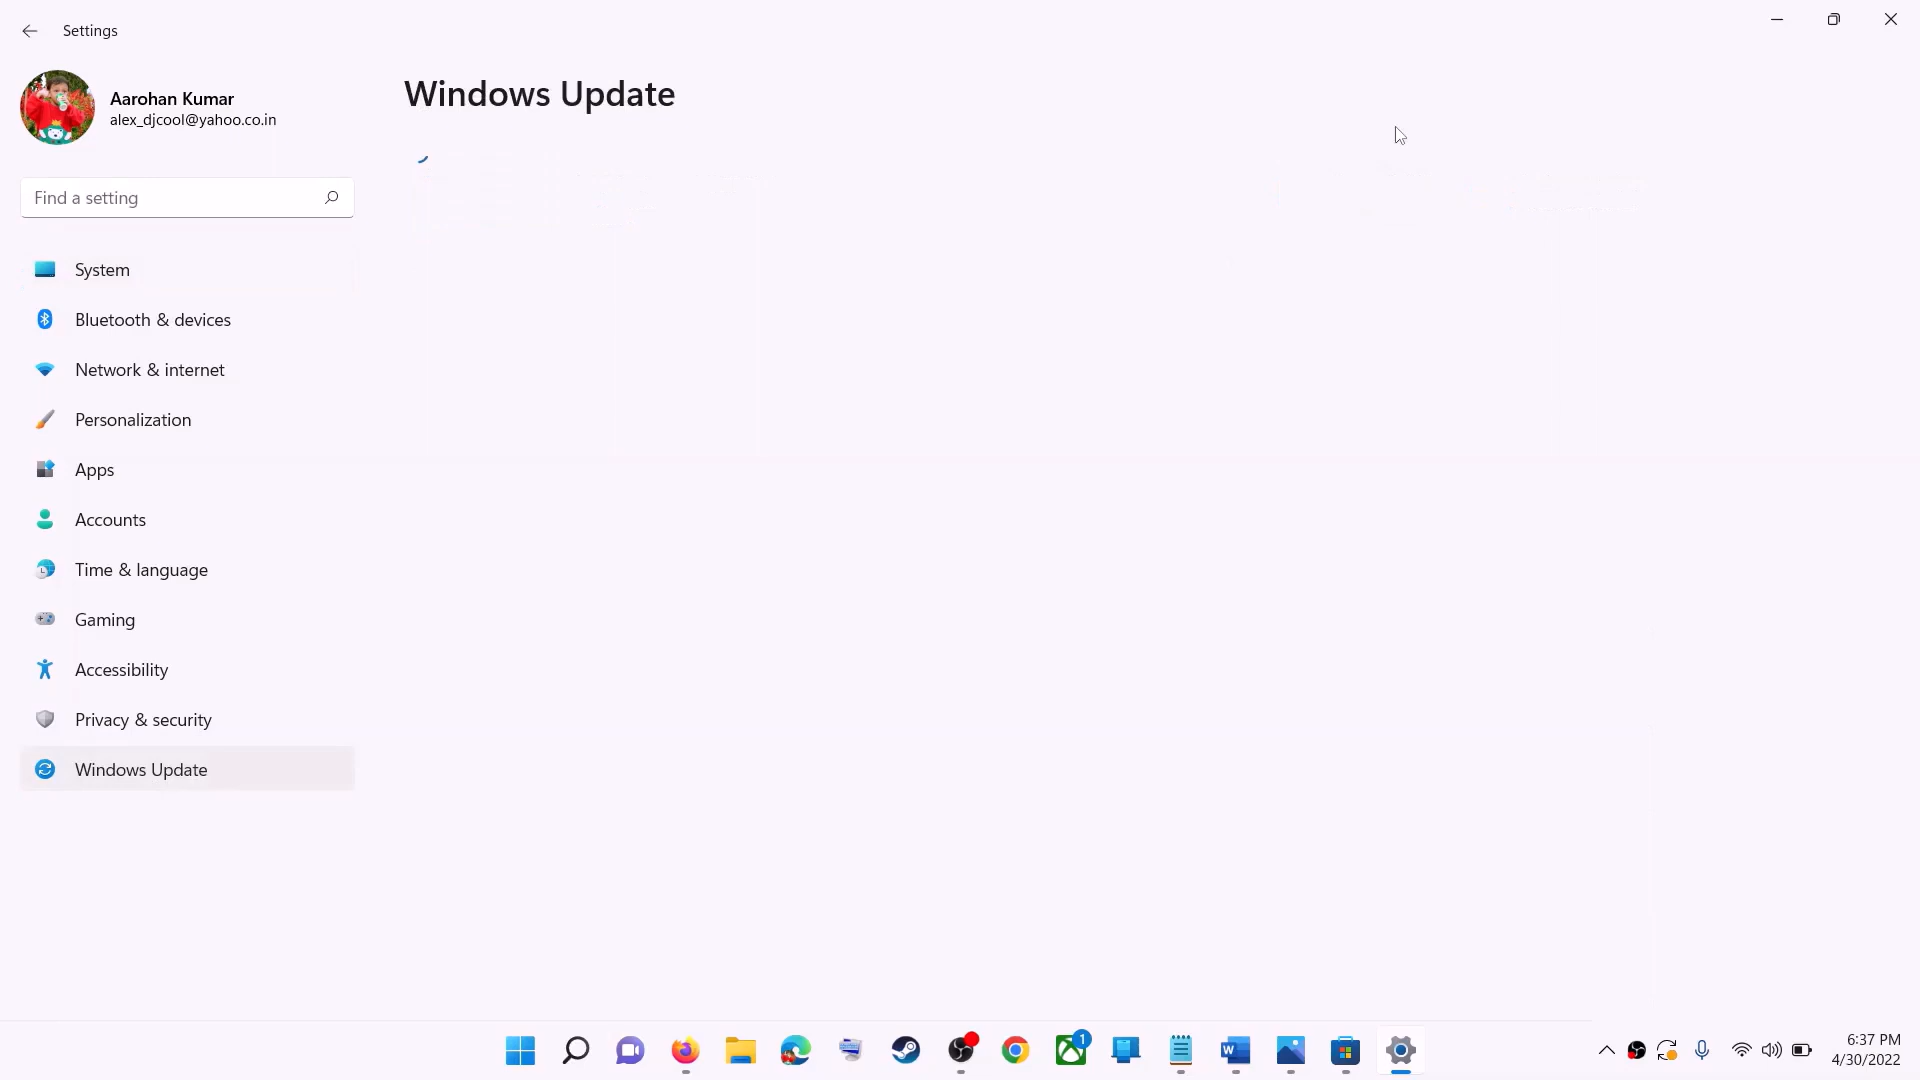 Settings
Aarohan Kumar
alex_djcool@yahoo.co.in
Find a setting
System
Bluetooth & devices
Network & internet
Personalization
Apps
Accounts
Time & language
Gaming
Accessibility
Privacy & security
Windows Update
Windows Update
1
6:37 PM
4/30/2022